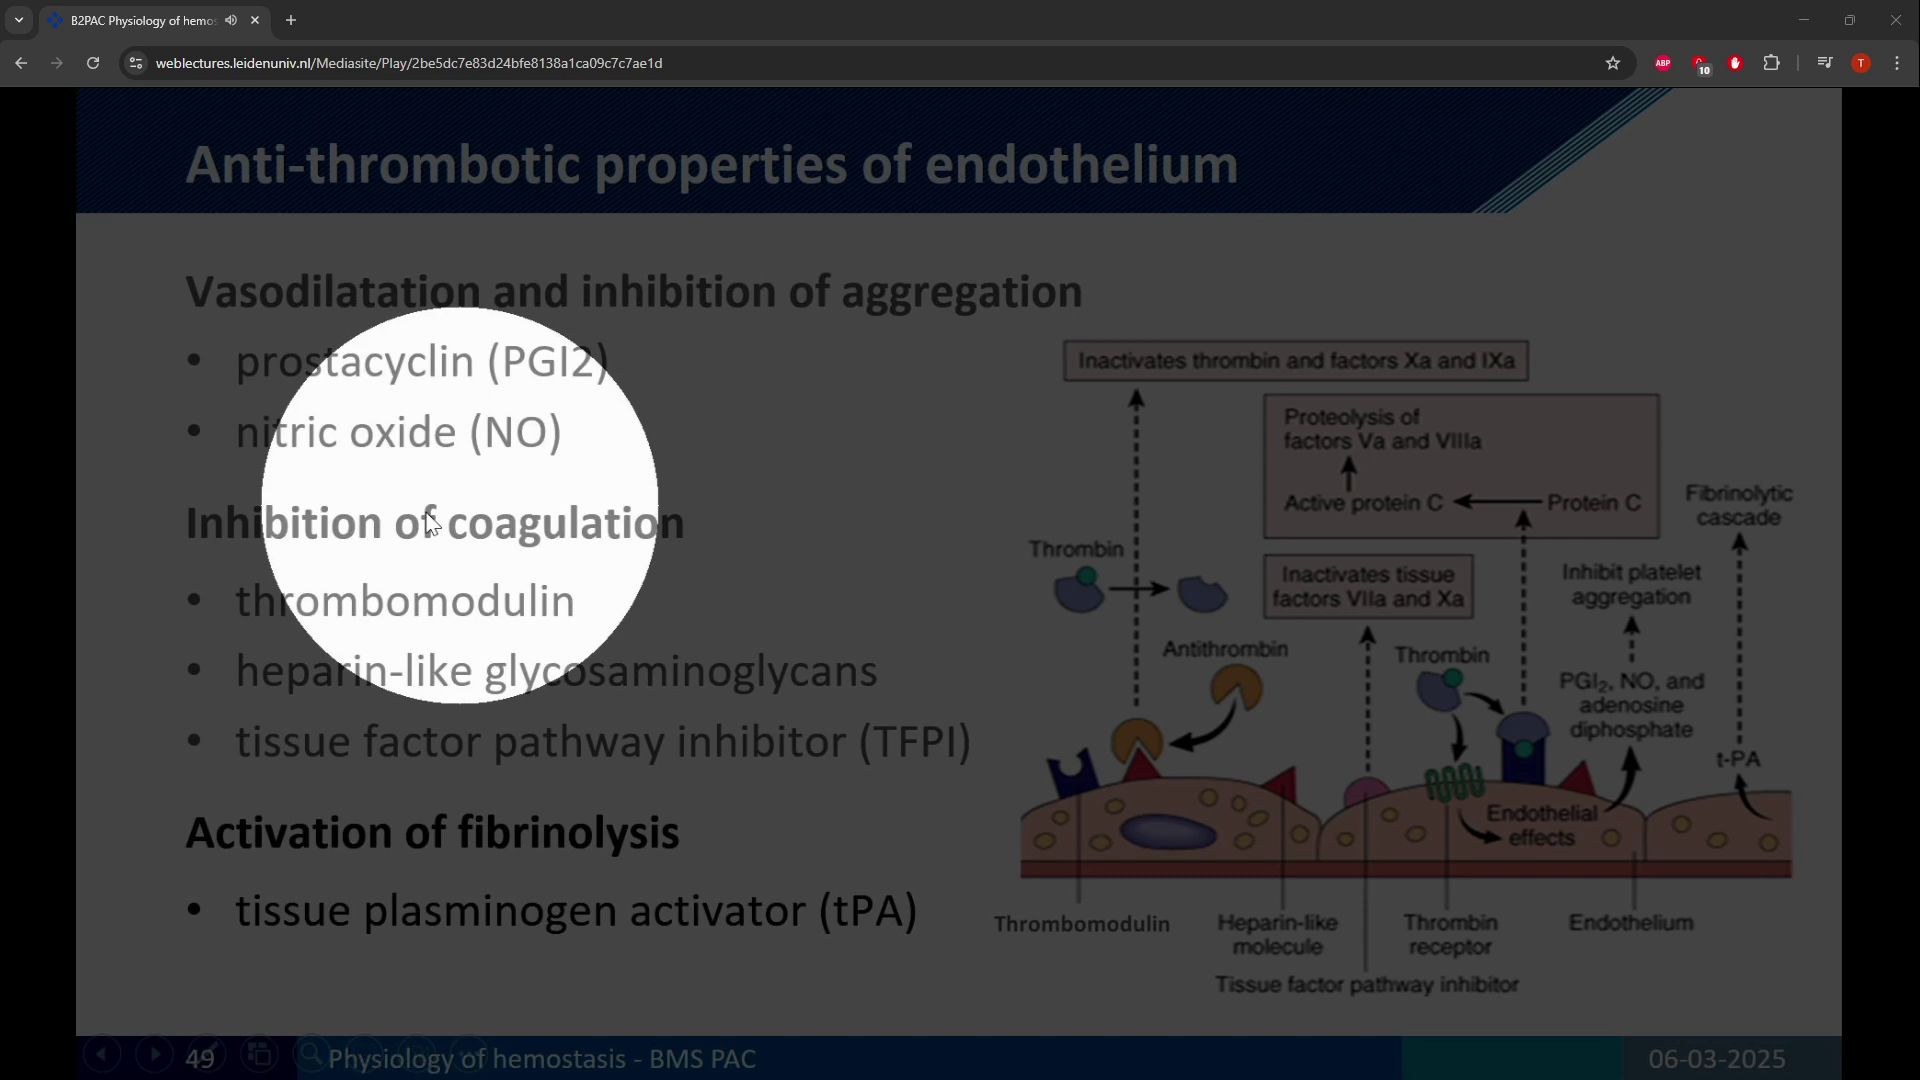 B2PAC Physiology of hemos
weblectures.leidenuniv.nl/Mediasite/Play/2be5dc7e83d24bfe8138a1ca09c7c7ae1d
ABP
10
T
Anti-thrombotic properties of endothelium
Vasodilatation and inhibition of aggregation
• prostacyclin (PGI2)
• nitric oxide (NO)
Inhibition of coagulation
• thrombomodulin
• heparin-like glycosaminoglycans
• tissue factor pathway inhibitor (TFPI)
Activation of fibrinolysis
• tissue plasminogen activator (tPA)
Inactivates thrombin and factors Xa and IXa
Proteolysis of
factors Va and VIIIa
Active protein C
Protein C
Fibrinolytic
cascade
Thrombin
Inactivates tissue
factors VIIa and Xa
Inhibit platelet
aggregation
Antithrombin
Thrombin
PGI₂, NO, and
adenosine
diphosphate
t-PA
Endothelial
effects
Thrombomodulin
Heparin-like
molecule
Thrombin
receptor
Endothelium
Tissue factor pathway inhibitor
49
Physiology of hemostasis - BMS PAC
06-03-2025